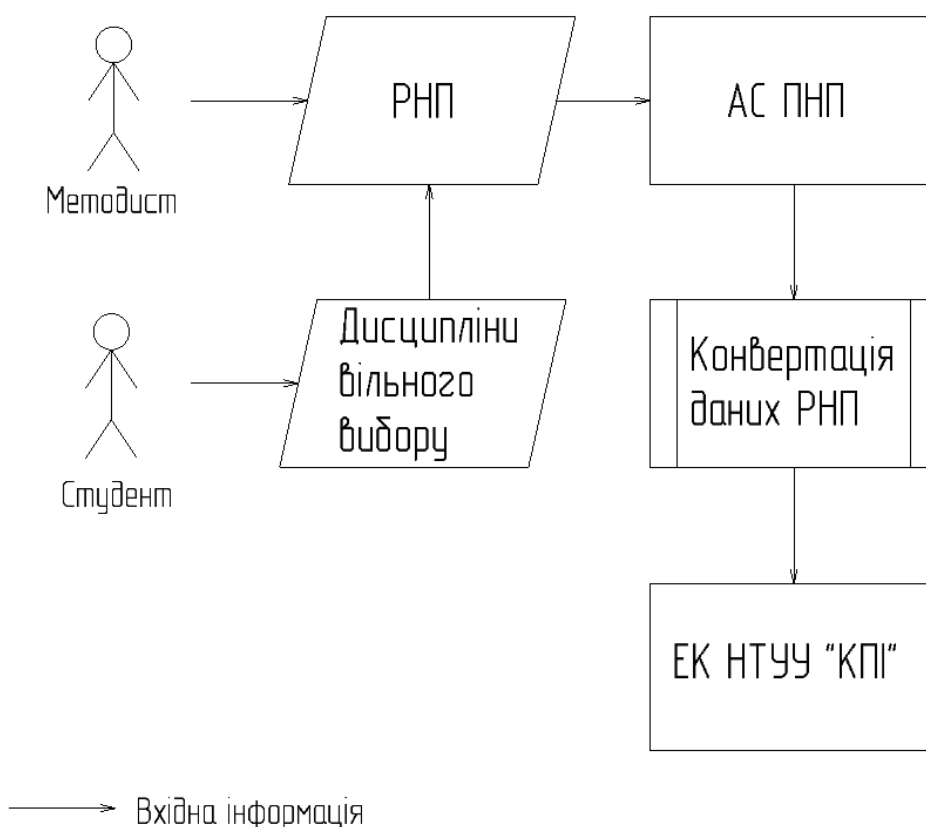 РНП
АС ПНП
Методист
Дисципліни
вільного
вибору
Конвертація
даних РНП
Студент
ЕК НТУУ "КПІ"
Вхідна інформація